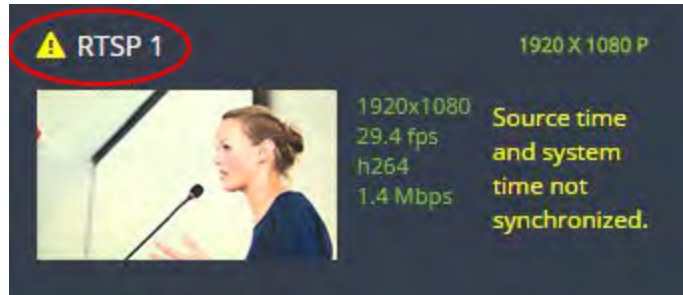 RTSP 1
1920 X 1080 P
1920x1080
29.4 fps
h264
1.4 Mbps
Source time
and system
time not
synchronized.